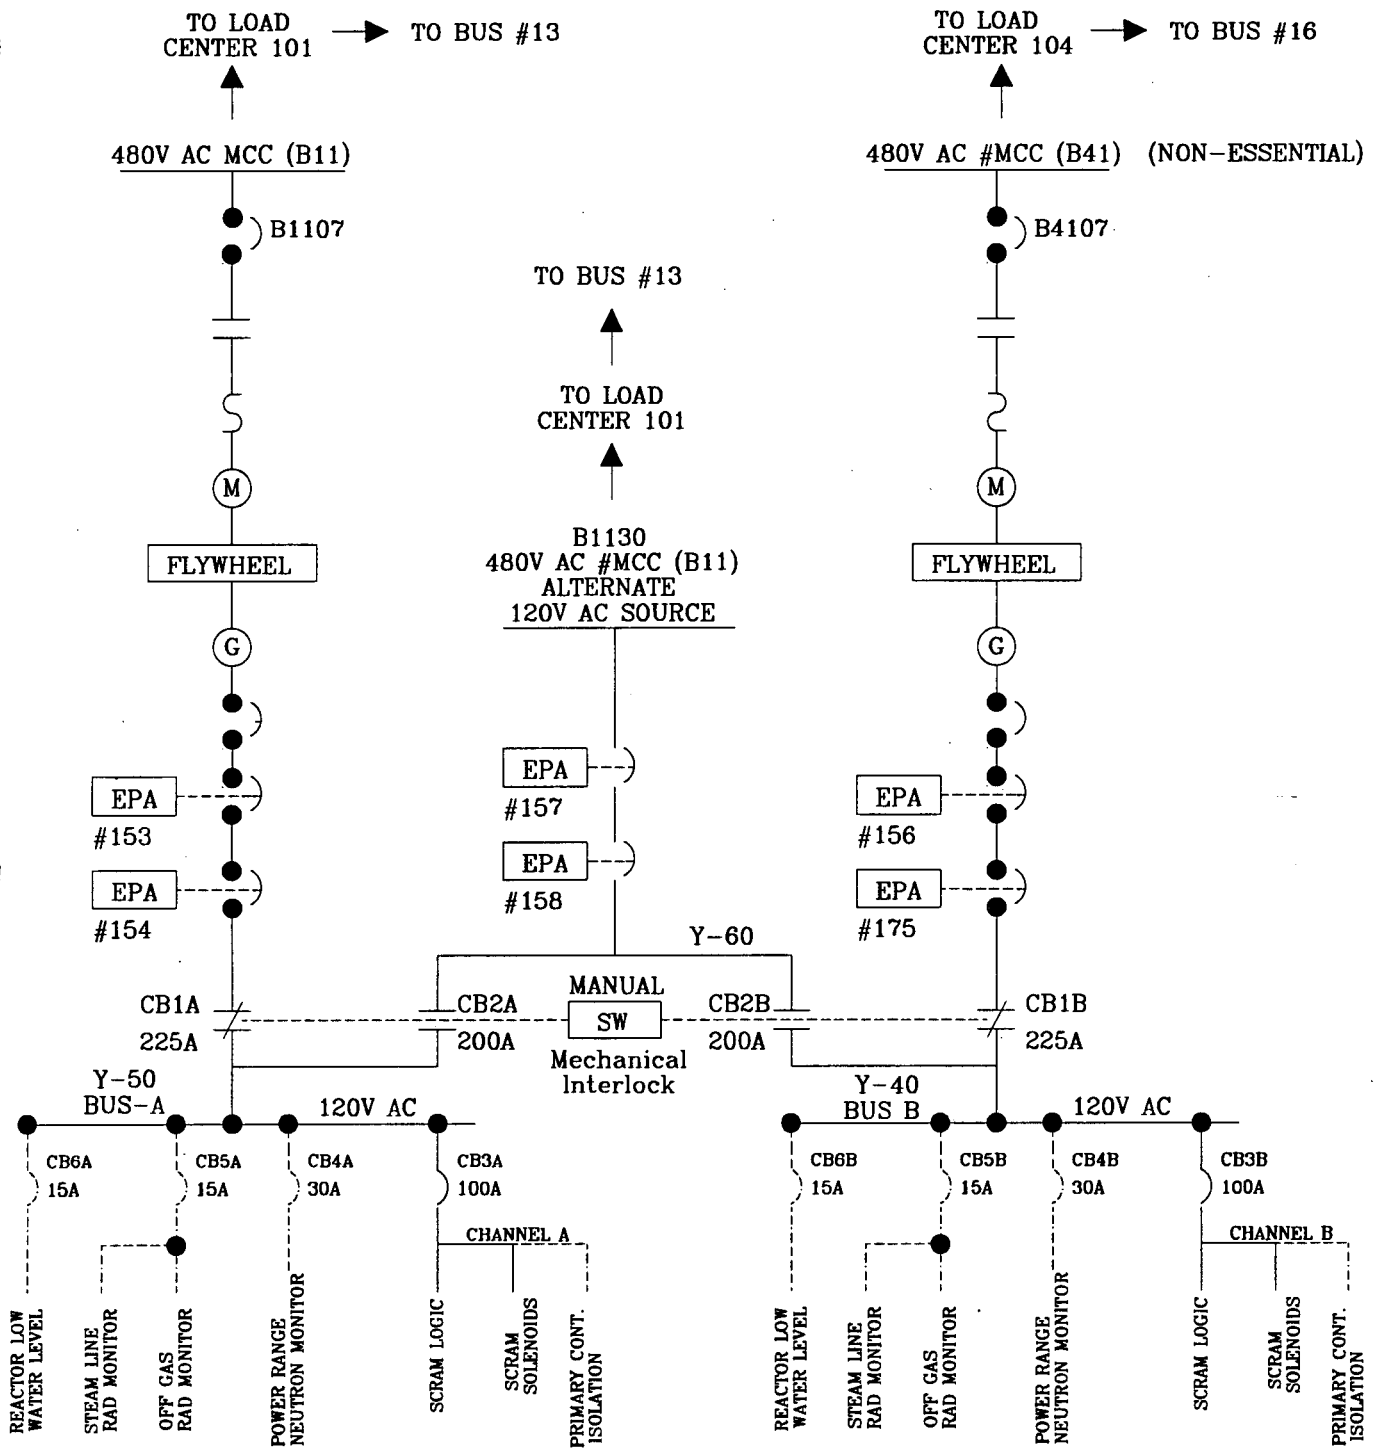 TO LOAD
CENTER 101
TO BUS #13
TO LOAD
CENTER 104
TO BUS #16
480V AC MCC (B11)
480V AC #MCC (B41)
(NON-ESSENTIAL)
B1107
B4107
TO BUS #13
TO LOAD
CENTER 101
M
M
B1130
480V AC #MCC (B11)
ALTERNATE
120V AC SOURCE
FLYWHEEL
FLYWHEEL
G
G
EPA
#153
EPA
#157
EPA
#156
EPA
#154
EPA
#158
EPA
#175
Y-60
CB1A
225A
CB2A
200A
MANUAL
SW
Mechanical
Interlock
CB2B
200A
CB1B
225A
Y-50
BUS-A
120V AC
Y-40
BUS B
120V AC
CB6A
15A
CB5A
15A
CB4A
30A
CB3A
100A
CB6B
15A
CB5B
15A
CB4B
30A
CB3B
100A
CHANNEL A
CHANNEL B
REACTOR LOW
WATER LEVEL
STEAM LINE
RAD MONITOR
OFF GAS
RAD MONITOR
POWER RANGE
NEUTRON MONITOR
SCRAM LOGIC
SCRAM
SOLENOIDS
PRIMARY CONT.
ISOLATION
REACTOR LOW
WATER LEVEL
STEAM LINE
RAD MONITOR
OFF GAS
RAD MONITOR
POWER RANGE
NEUTRON MONITOR
SCRAM LOGIC
SCRAM
SOLENOIDS
PRIMARY CONT.
ISOLATION